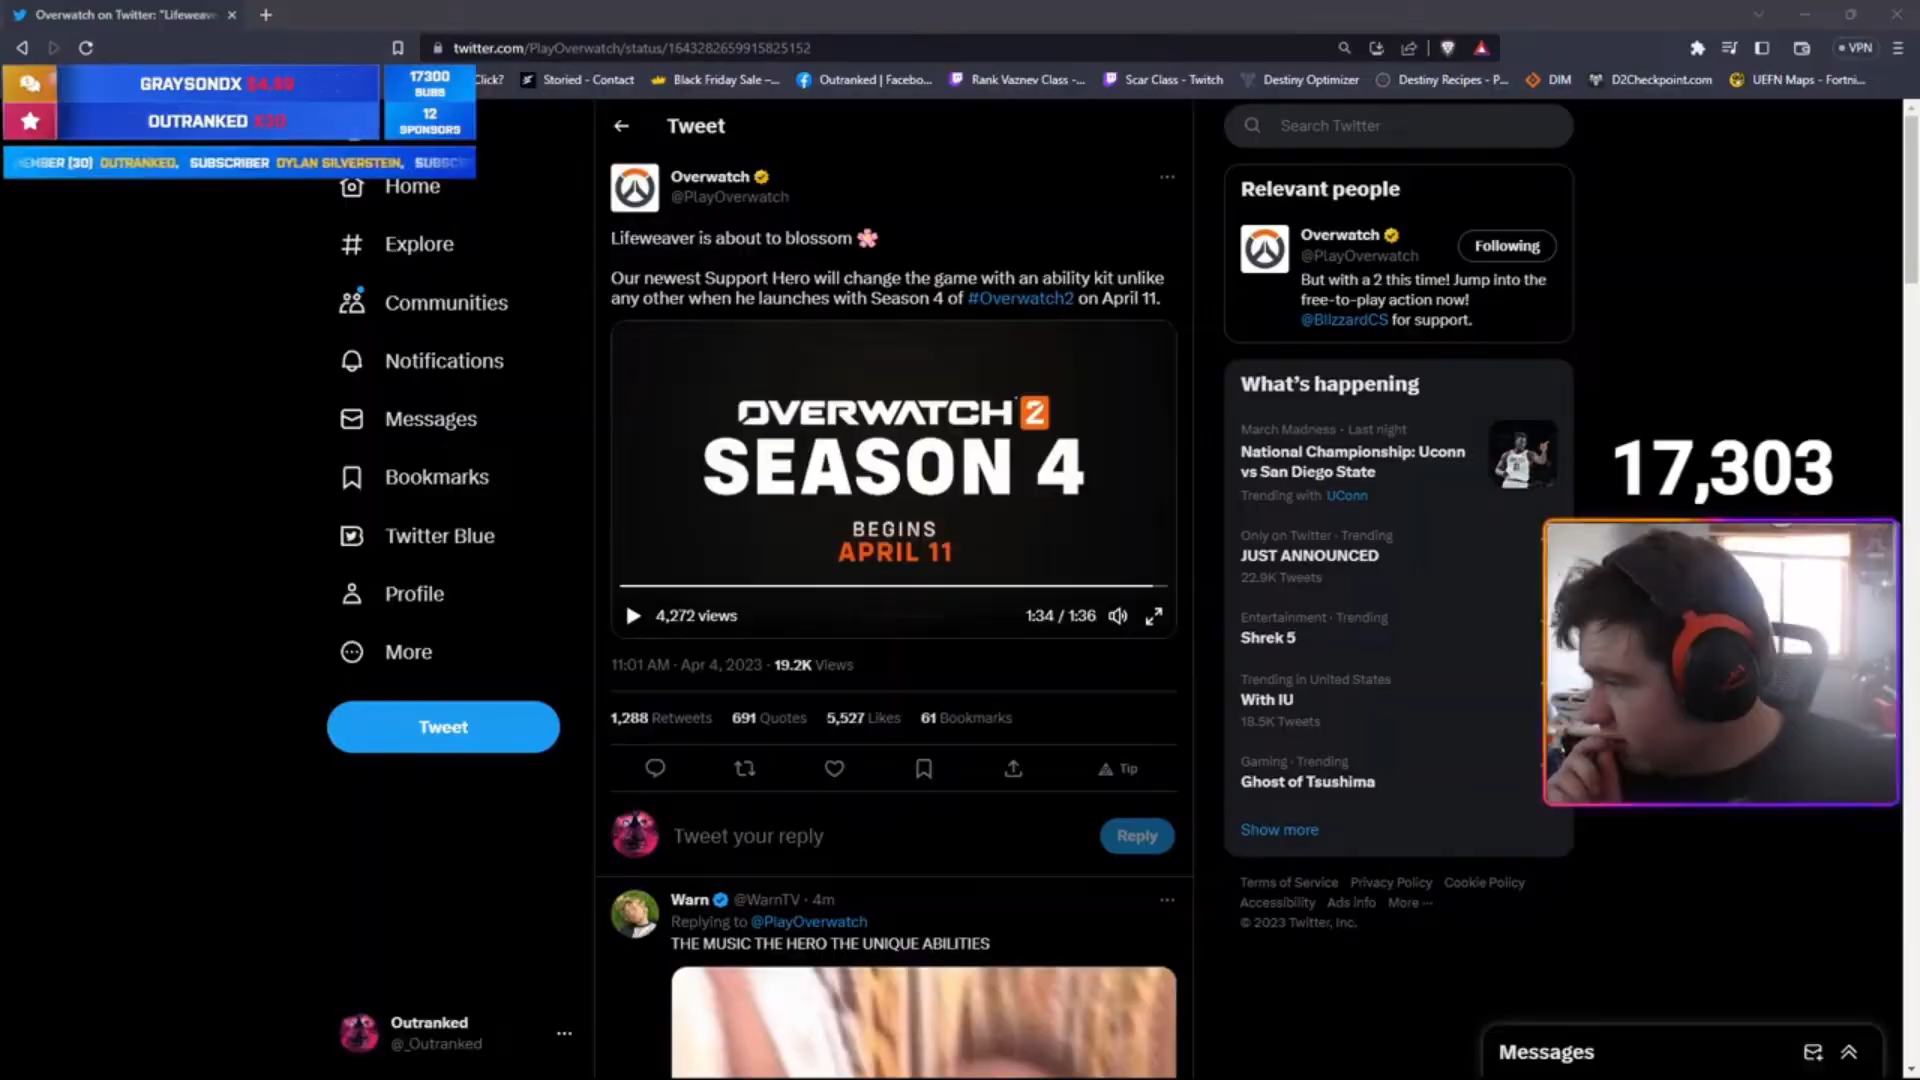 Overwatch on Twitter: "Lifeweave
twitter.com/PlayOverwatch/status/1643282659915825152
VPN
GRAYSONDX $4.99
17300
SUBS
OUTRANKED X30
12
SPONSORS
EMBER (30) OUTRANKED, SUBSCRIBER DYLAN SILVERSTEIN, SUBSC
Click?
Storied - Contact
Black Friday Sale –...
Outranked | Facebo...
Rank Vaznev Class -...
Scar Class - Twitch
Destiny Optimizer
Destiny Recipes - P...
DIM
D2Checkpoint.com
UEFN Maps - Fortni...
Home
Explore
Communities
Notifications
Messages
Bookmarks
Twitter Blue
Profile
More
Tweet
Outranked
@_Outranked
Tweet
Overwatch
@PlayOverwatch
Lifeweaver is about to blossom
Our newest Support Hero will change the game with an ability kit unlike
any other when he launches with Season 4 of #Overwatch2 on April 11.
OVERWATCH 2
SEASON 4
BEGINS
APRIL 11
4,272 views
1:34 / 1:36
11:01 AM · Apr 4, 2023 · 19.2K Views
1,288 Retweets 691 Quotes 5,527 Likes 61 Bookmarks
Tip
Tweet your reply
Reply
Warn @WarnTV · 4m
Replying to @PlayOverwatch
THE MUSIC THE HERO THE UNIQUE ABILITIES
Search Twitter
Relevant people
Overwatch
@PlayOverwatch
Following
But with a 2 this time! Jump into the
free-to-play action now!
@BlizzardCS for support.
What's happening
March Madness · Last night
National Championship: Uconn
vs San Diego State
Trending with UConn
Only on Twitter · Trending
JUST ANNOUNCED
22.9K Tweets
Entertainment · Trending
Shrek 5
Trending in United States
With IU
18.5K Tweets
Gaming · Trending
Ghost of Tsushima
Show more
Terms of Service Privacy Policy Cookie Policy
Accessibility Ads info More ···
© 2023 Twitter, Inc.
17,303
Messages